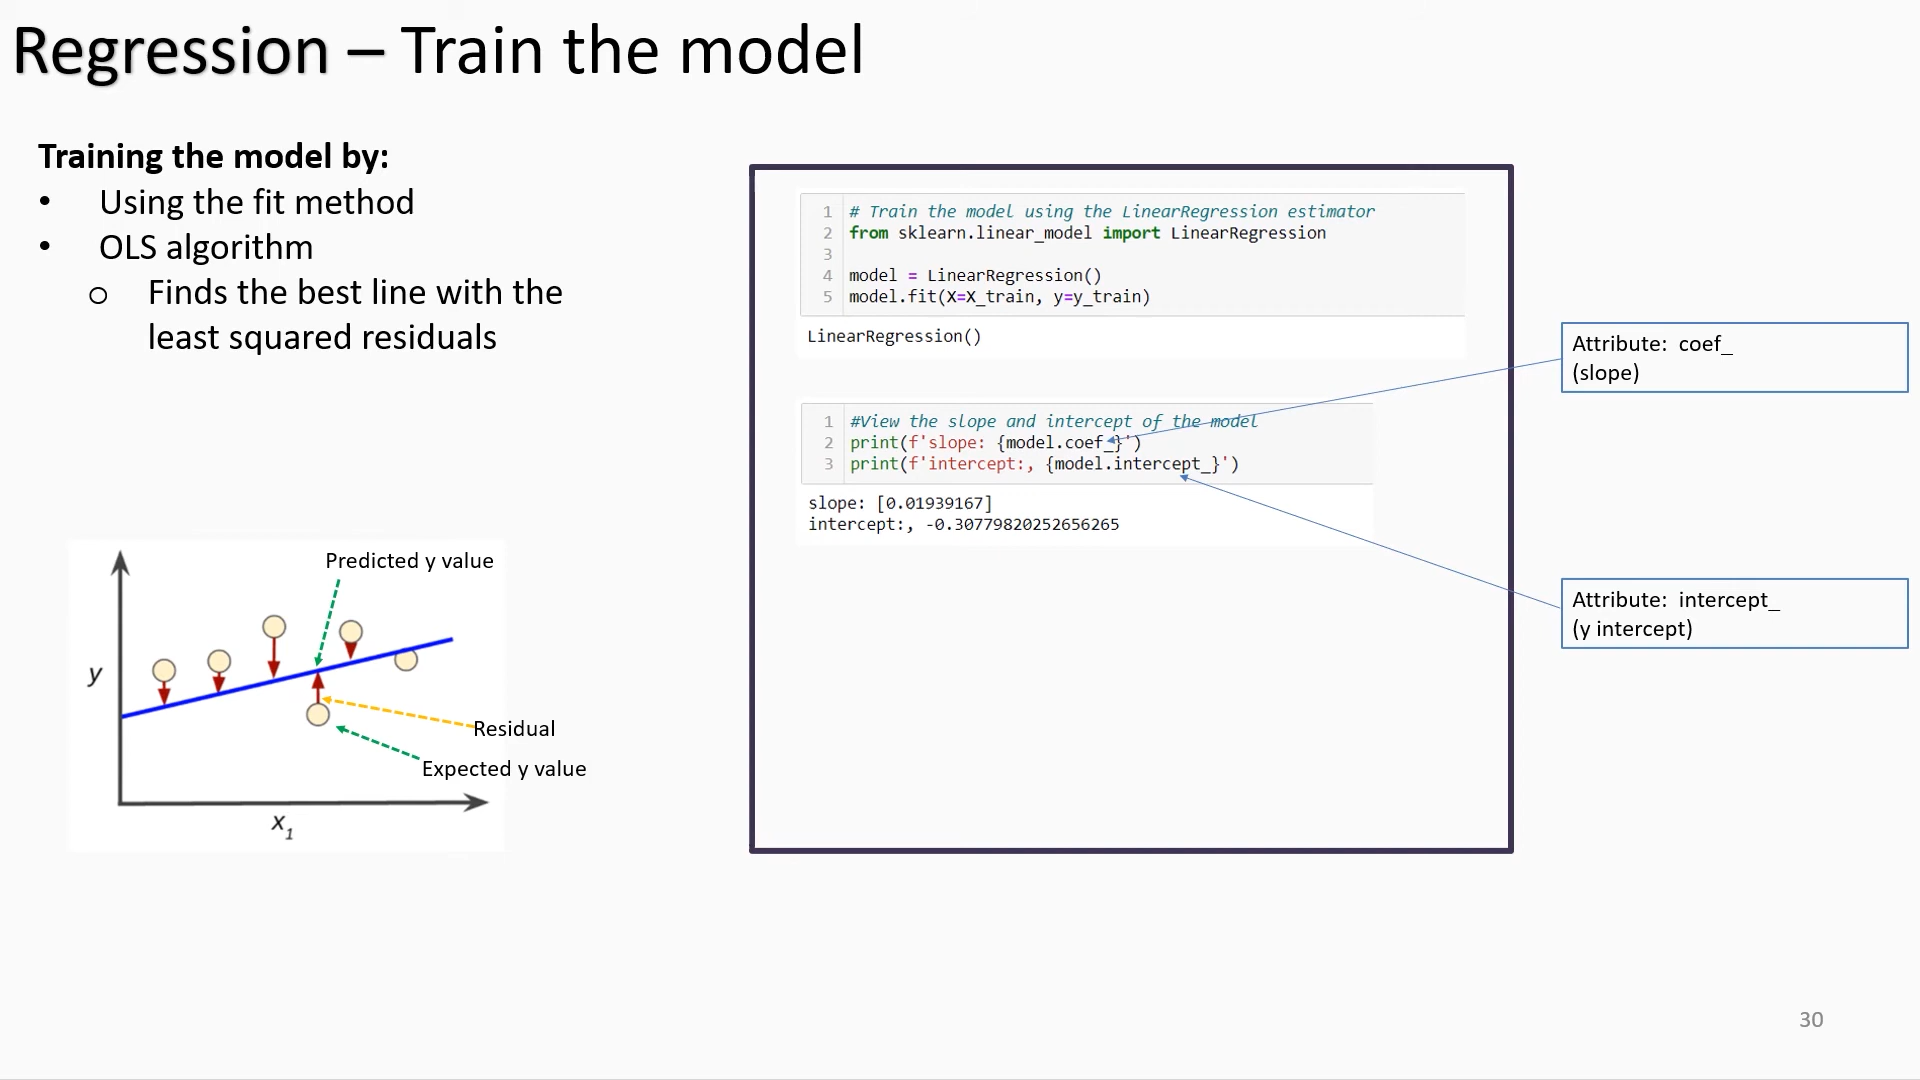 Regression – Train the model
Training the model by:
• Using the fit method
• OLS algorithm
o Finds the best line with the
least squared residuals
1 # Train the model using the LinearRegression estimator
2 from sklearn.linear_model import LinearRegression
3
4 model = LinearRegression()
5 model.fit(X=X_train, y=y_train)
LinearRegression()
1 #View the slope and intercept of the model
2 print(f'slope: {model.coef_}')
3 print(f'intercept:, {model.intercept_}')
slope: [0.01939167]
intercept:, -0.30779820252656265
Attribute: coef_
(slope)
Attribute: intercept_
(y intercept)
Predicted y value
y
Residual
Expected y value
x1
30